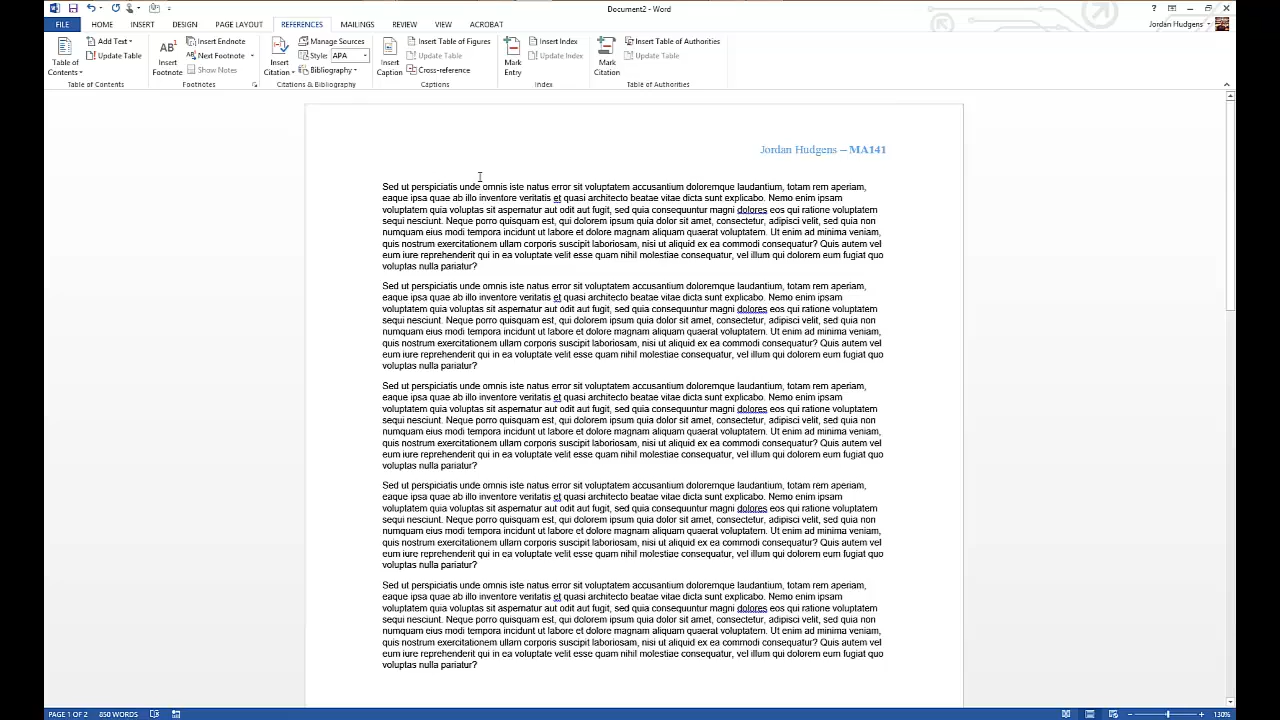 Document2 - Word
Jordan Hudgens
FILE HOME INSERT DESIGN PAGE LAYOUT REFERENCES MAILINGS REVIEW VIEW ACROBAT
Table of Contents
Add Text
Update Table
Table of Contents
AB1
Insert Footnote
Insert Endnote
Next Footnote
Show Notes
Footnotes
Insert Citation
Manage Sources
Style: APA
Bibliography
Citations & Bibliography
Insert Caption
Insert Table of Figures
Update Table
Cross-reference
Captions
Mark Entry
Insert Index
Update Index
Index
Mark Citation
Insert Table of Authorities
Update Table
Table of Authorities
Jordan Hudgens – MA141
Sed ut perspiciatis unde omnis iste natus error sit voluptatem accusantium doloremque laudantium, totam rem aperiam,
eaque ipsa quae ab illo inventore veritatis et quasi architecto beatae vitae dicta sunt explicabo. Nemo enim ipsam
voluptatem quia voluptas sit aspernatur aut odit aut fugit, sed quia consequuntur magni dolores eos qui ratione voluptatem
sequi nesciunt. Neque porro quisquam est, qui dolorem ipsum quia dolor sit amet, consectetur, adipisci velit, sed quia non
numquam eius modi tempora incidunt ut labore et dolore magnam aliquam quaerat voluptatem. Ut enim ad minima veniam,
quis nostrum exercitationem ullam corporis suscipit laboriosam, nisi ut aliquid ex ea commodi consequatur? Quis autem vel
eum iure reprehenderit qui in ea voluptate velit esse quam nihil molestiae consequatur, vel illum qui dolorem eum fugiat quo
voluptas nulla pariatur?
Sed ut perspiciatis unde omnis iste natus error sit voluptatem accusantium doloremque laudantium, totam rem aperiam,
eaque ipsa quae ab illo inventore veritatis et quasi architecto beatae vitae dicta sunt explicabo. Nemo enim ipsam
voluptatem quia voluptas sit aspernatur aut odit aut fugit, sed quia consequuntur magni dolores eos qui ratione voluptatem
sequi nesciunt. Neque porro quisquam est, qui dolorem ipsum quia dolor sit amet, consectetur, adipisci velit, sed quia non
numquam eius modi tempora incidunt ut labore et dolore magnam aliquam quaerat voluptatem. Ut enim ad minima veniam,
quis nostrum exercitationem ullam corporis suscipit laboriosam, nisi ut aliquid ex ea commodi consequatur? Quis autem vel
eum iure reprehenderit qui in ea voluptate velit esse quam nihil molestiae consequatur, vel illum qui dolorem eum fugiat quo
voluptas nulla pariatur?
Sed ut perspiciatis unde omnis iste natus error sit voluptatem accusantium doloremque laudantium, totam rem aperiam,
eaque ipsa quae ab illo inventore veritatis et quasi architecto beatae vitae dicta sunt explicabo. Nemo enim ipsam
voluptatem quia voluptas sit aspernatur aut odit aut fugit, sed quia consequuntur magni dolores eos qui ratione voluptatem
sequi nesciunt. Neque porro quisquam est, qui dolorem ipsum quia dolor sit amet, consectetur, adipisci velit, sed quia non
numquam eius modi tempora incidunt ut labore et dolore magnam aliquam quaerat voluptatem. Ut enim ad minima veniam,
quis nostrum exercitationem ullam corporis suscipit laboriosam, nisi ut aliquid ex ea commodi consequatur? Quis autem vel
eum iure reprehenderit qui in ea voluptate velit esse quam nihil molestiae consequatur, vel illum qui dolorem eum fugiat quo
voluptas nulla pariatur?
Sed ut perspiciatis unde omnis iste natus error sit voluptatem accusantium doloremque laudantium, totam rem aperiam,
eaque ipsa quae ab illo inventore veritatis et quasi architecto beatae vitae dicta sunt explicabo. Nemo enim ipsam
voluptatem quia voluptas sit aspernatur aut odit aut fugit, sed quia consequuntur magni dolores eos qui ratione voluptatem
sequi nesciunt. Neque porro quisquam est, qui dolorem ipsum quia dolor sit amet, consectetur, adipisci velit, sed quia non
numquam eius modi tempora incidunt ut labore et dolore magnam aliquam quaerat voluptatem. Ut enim ad minima veniam,
quis nostrum exercitationem ullam corporis suscipit laboriosam, nisi ut aliquid ex ea commodi consequatur? Quis autem vel
eum iure reprehenderit qui in ea voluptate velit esse quam nihil molestiae consequatur, vel illum qui dolorem eum fugiat quo
voluptas nulla pariatur?
Sed ut perspiciatis unde omnis iste natus error sit voluptatem accusantium doloremque laudantium, totam rem aperiam,
eaque ipsa quae ab illo inventore veritatis et quasi architecto beatae vitae dicta sunt explicabo. Nemo enim ipsam
voluptatem quia voluptas sit aspernatur aut odit aut fugit, sed quia consequuntur magni dolores eos qui ratione voluptatem
sequi nesciunt. Neque porro quisquam est, qui dolorem ipsum quia dolor sit amet, consectetur, adipisci velit, sed quia non
numquam eius modi tempora incidunt ut labore et dolore magnam aliquam quaerat voluptatem. Ut enim ad minima veniam,
quis nostrum exercitationem ullam corporis suscipit laboriosam, nisi ut aliquid ex ea commodi consequatur? Quis autem vel
eum iure reprehenderit qui in ea voluptate velit esse quam nihil molestiae consequatur, vel illum qui dolorem eum fugiat quo
voluptas nulla pariatur?
PAGE 1 OF 2 850 WORDS 130%